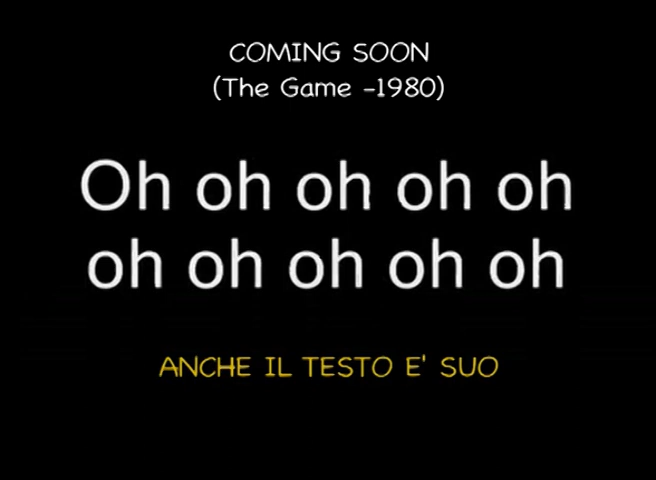 COMING SOON
(The Game -1980)
Oh oh oh oh oh
oh oh oh oh oh
ANCHE IL TESTO E' SUO